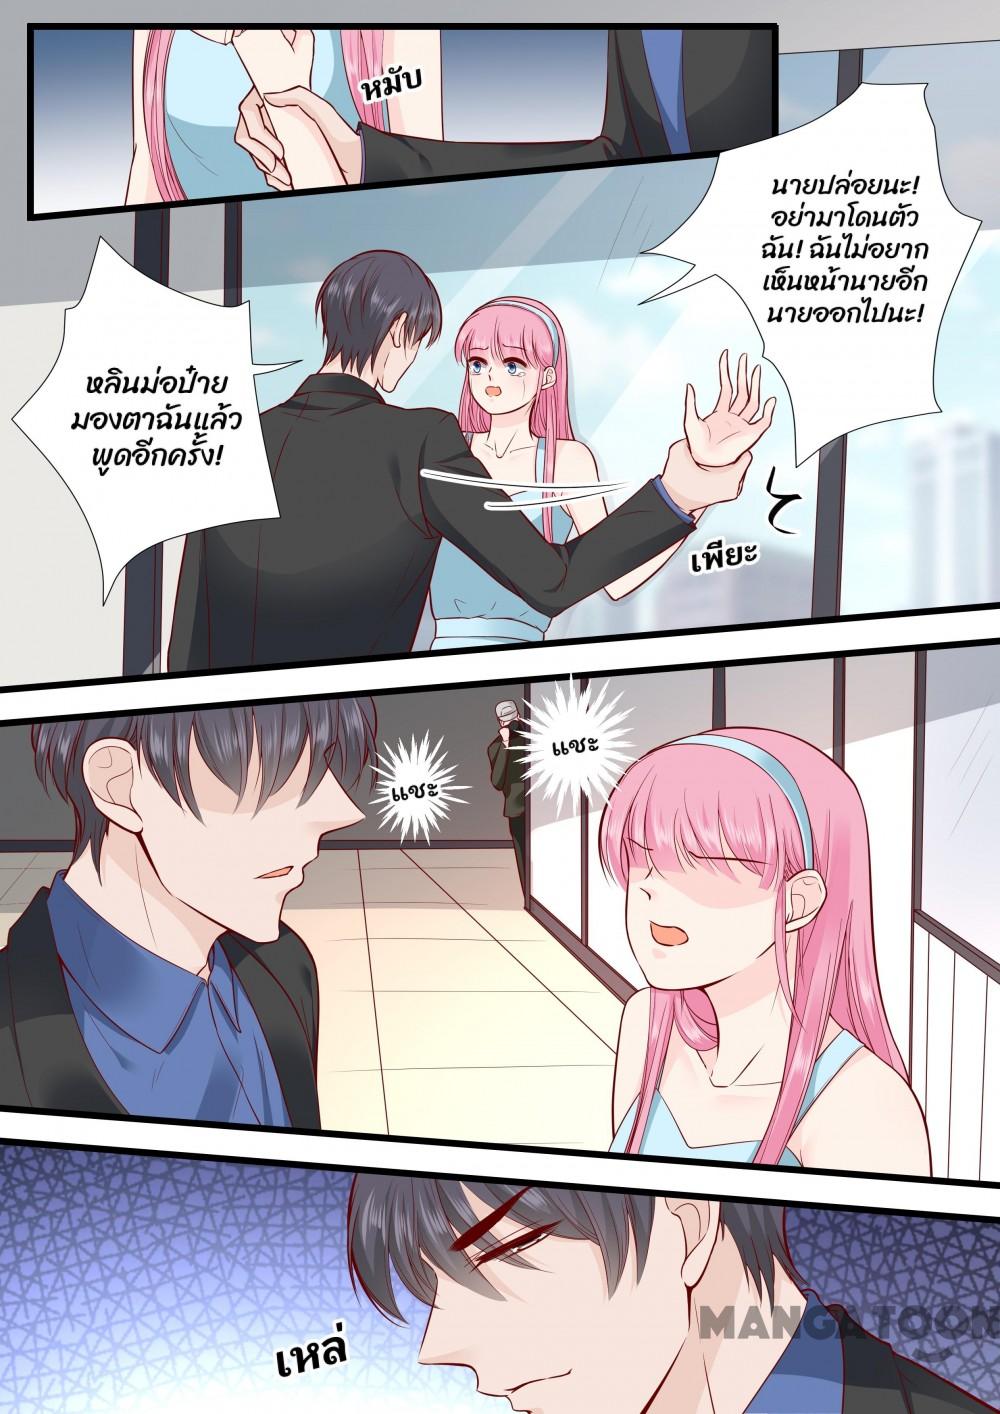 หมับ
นายปล่อยนะ!
อย่ามาโดนตัว
ฉัน! ฉันไม่อยาก
เห็นหน้านายอีก
นายออกไปนะ!
หลินม่อป๋าย
มองตาฉันแล้ว
พูดอีกครั้ง!
เพียะ
แชะ
แชะ
เหล่
MANGATOON